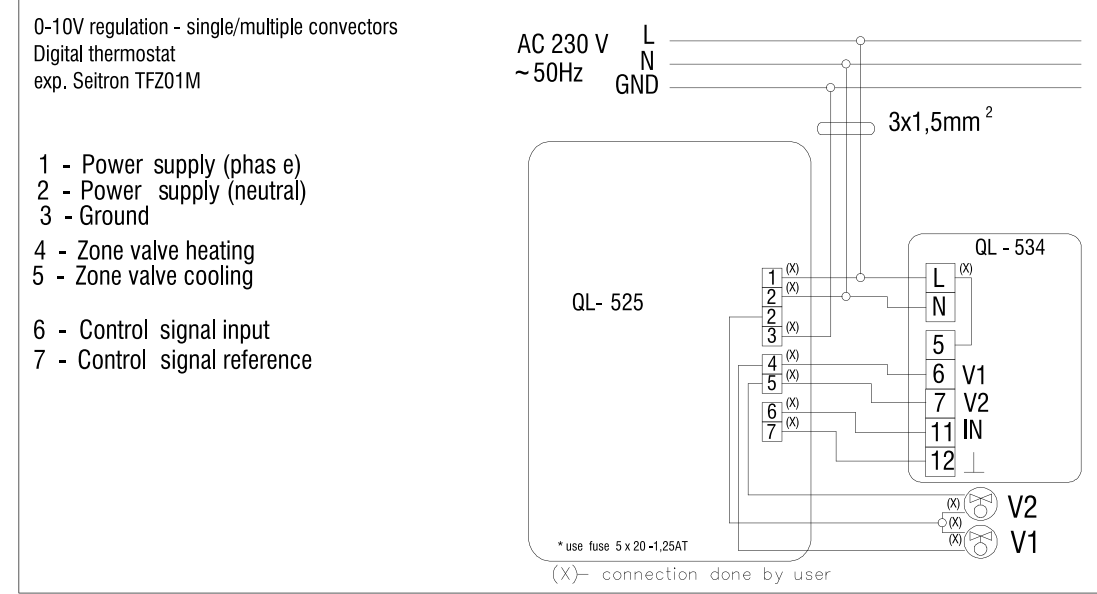 0-10V regulation - single/multiple convectors
Digital thermostat
exp. Seitron TFZ01M
1 - Power supply (phas e)
2 - Power supply (neutral)
3 - Ground
4 - Zone valve heating
5 - Zone valve cooling
6 - Control signal input
7 - Control signal reference
AC 230 V
~ 50Hz
L
N
GND
3x1,5mm²
QL- 525
1 (X)
2 (X)
2
3 (X)
4 (X)
5 (X)
6 (X)
7 (X)
* use fuse 5 x 20 -1,25AT
QL - 534
L (X)
N
5
6 V1
7 V2
11 IN
12 ⊥
(X) V2
(X)
(X) V1
(X)– connection done by user